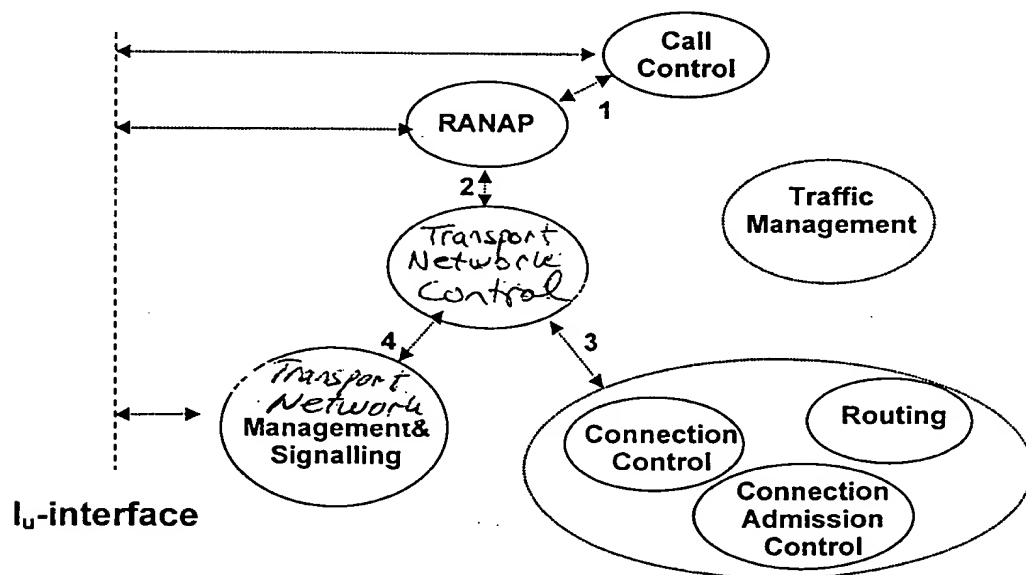 Call
Control
1
RANAP
2
Traffic
Management
Transport
Network
Control
4
3
Transport
Network
Management&
Signalling
Routing
Connection
Control
Connection
Admission
Control
Iu-interface